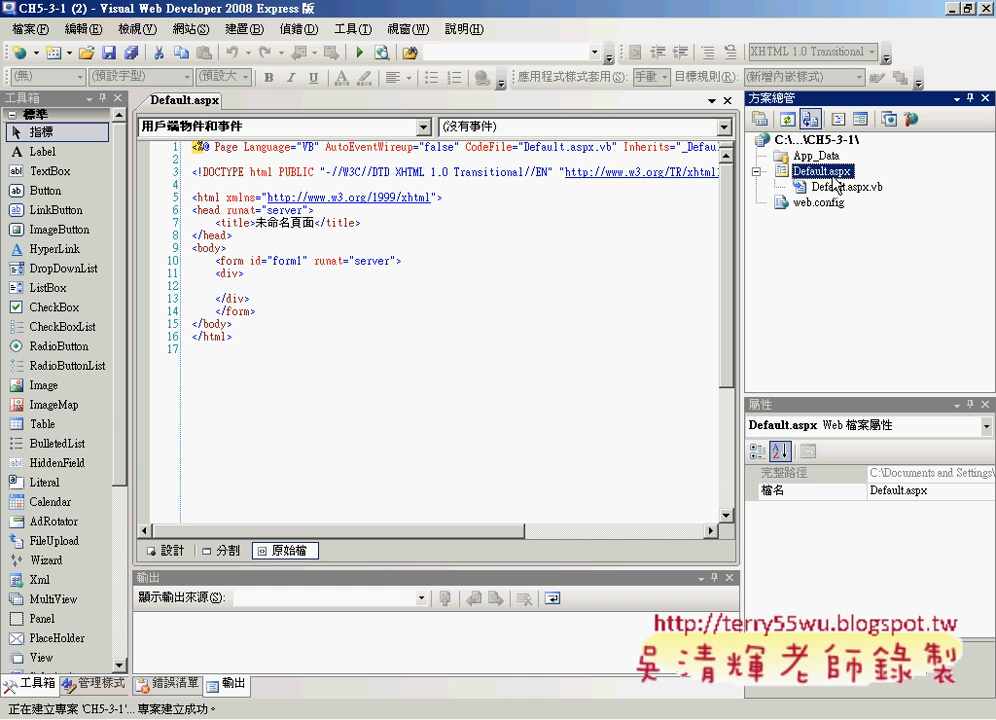 CH5-3-1 (2) - Visual Web Developer 2008 Express 版
檔案(F) 編輯(E) 檢視(V) 網站(S) 建置(B) 偵錯(D) 工具(T) 視窗(W) 說明(H)
XHTML 1.0 Transitional
(無) (預設字型) (預設大 B I U A 應用程式樣式套用(S): 手動 目標規則(R): (新增內嵌樣式)
工具箱
標準
指標
Label
TextBox
Button
LinkButton
ImageButton
HyperLink
DropDownList
ListBox
CheckBox
CheckBoxList
RadioButton
RadioButtonList
Image
ImageMap
Table
BulletedList
HiddenField
Literal
Calendar
AdRotator
FileUpload
Wizard
Xml
MultiView
Panel
PlaceHolder
View
工具箱 管理樣式
Default.aspx
用戶端物件和事件 (沒有事件)
1 <%@ Page Language="VB" AutoEventWireup="false" CodeFile="Default.aspx.vb" Inherits="_Defau
2
3 <!DOCTYPE html PUBLIC "-//W3C//DTD XHTML 1.0 Transitional//EN" "http://www.w3.org/TR/xhtml1
4
5 <html xmlns="http://www.w3.org/1999/xhtml">
6 <head runat="server">
7 <title>未命名頁面</title>
8 </head>
9 <body>
10 <form id="form1" runat="server">
11 <div>
12
13 </div>
14 </form>
15 </body>
16 </html>
17
設計 分割 原始檔
輸出
顯示輸出來源(S):
錯誤清單 輸出
方案總管
C:\...\CH5-3-1\
App_Data
Default.aspx
Default.aspx.vb
web.config
屬性
Default.aspx Web 檔案屬性
完整路徑 C:\Documents and Settings\
檔名 Default.aspx
http://terry55wu.blogspot.tw
吳清輝老師錄製
正在建立專案 'CH5-3-1'... 專案建立成功。